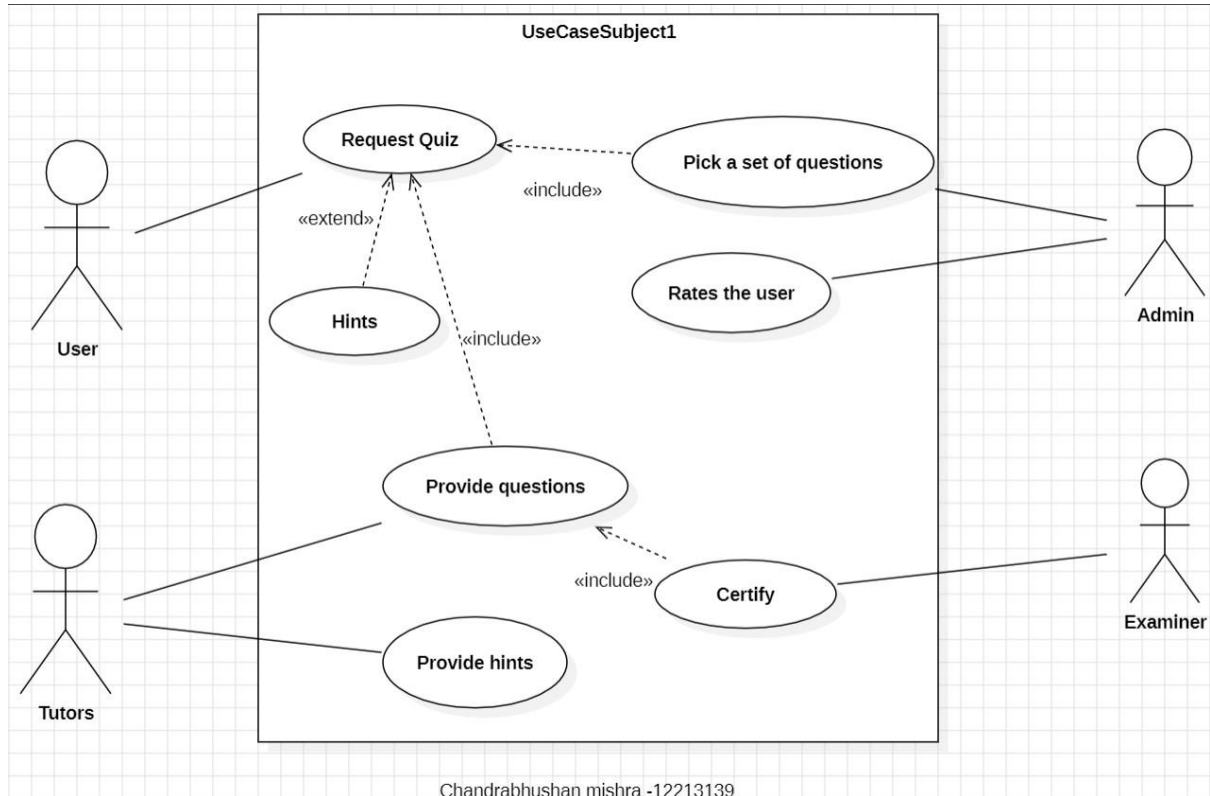 UseCaseSubject1
Request Quiz
Pick a set of questions
«include»
«extend»
Rates the user
Hints
Admin
«include»
User
Provide questions
«include»
Certify
Examiner
Provide hints
Tutors
Chandrabhushan mishra -12213139